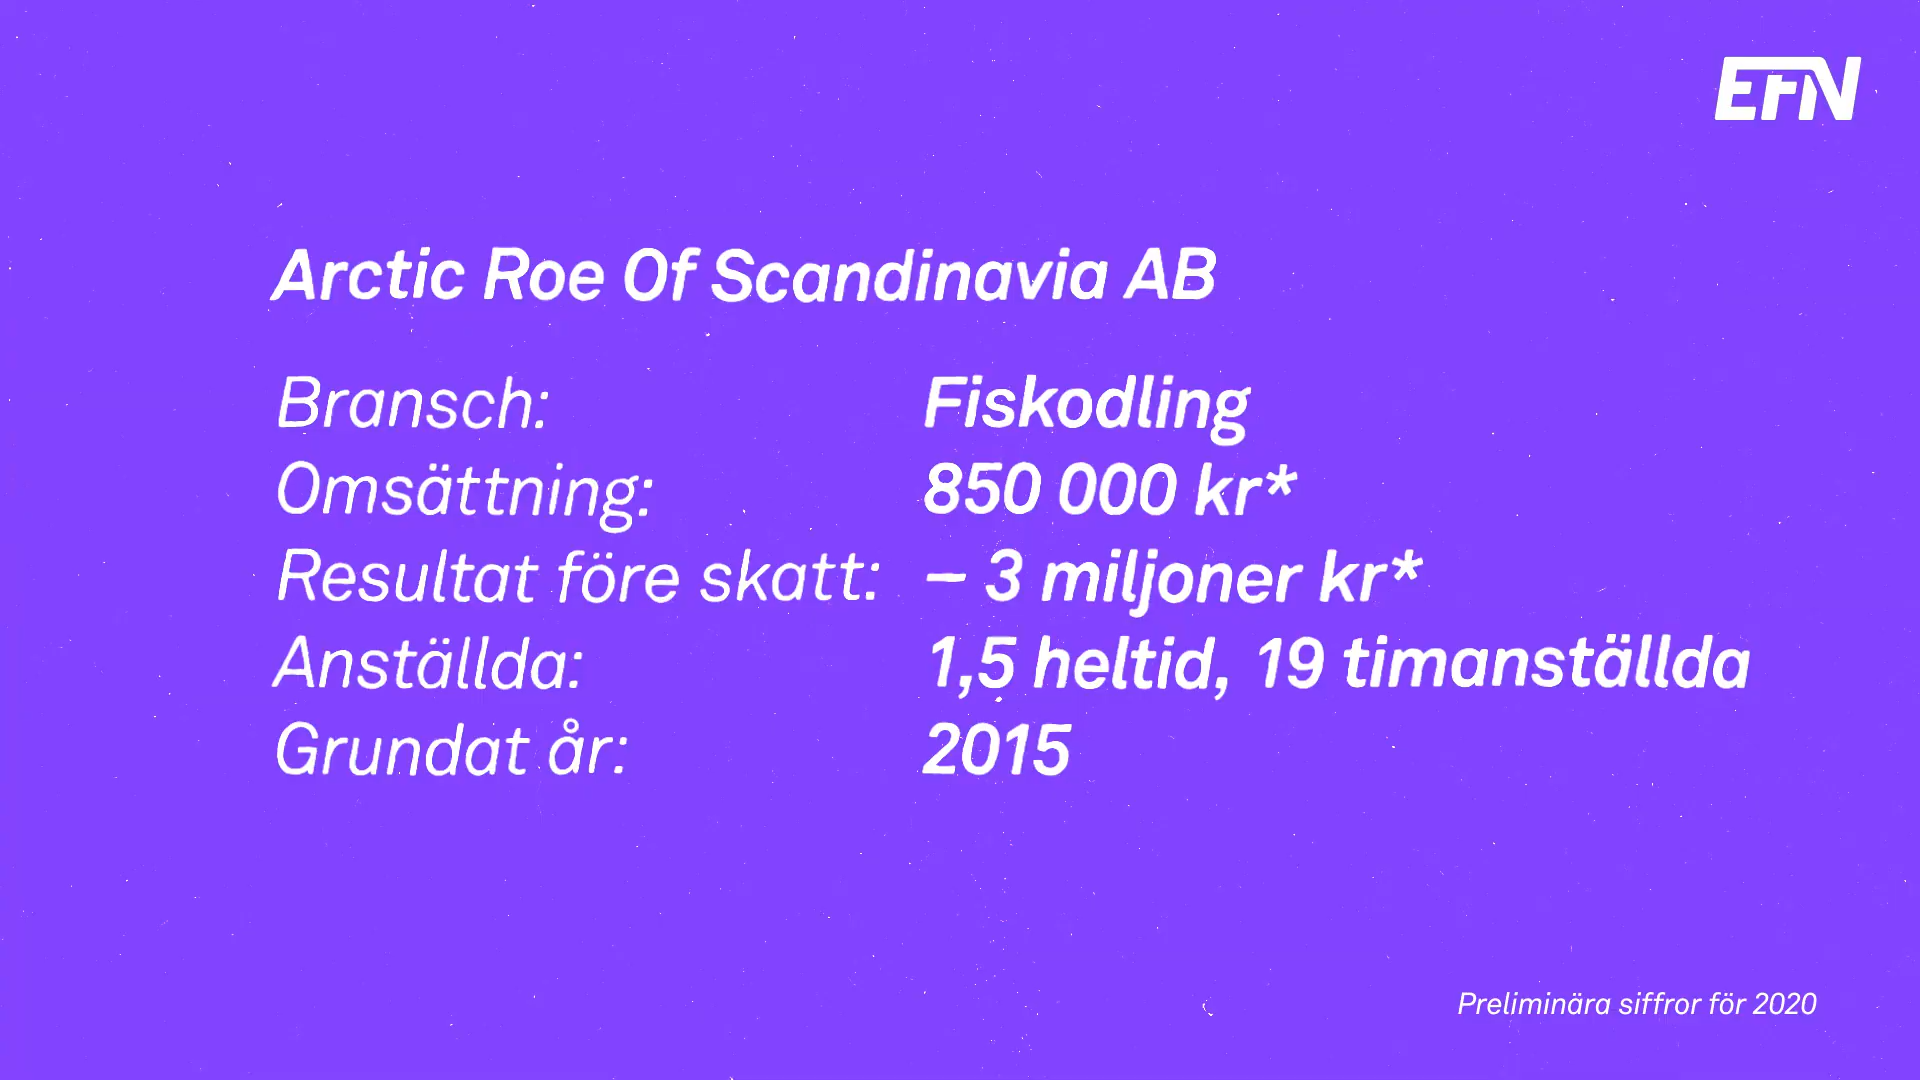 EFN
Arctic Roe Of Scandinavia AB
Bransch: Fiskodling
Omsättning: 850 000 kr*
Resultat före skatt: – 3 miljoner kr*
Anställda: 1,5 heltid, 19 timanställda
Grundat år: 2015
Preliminära siffror för 2020